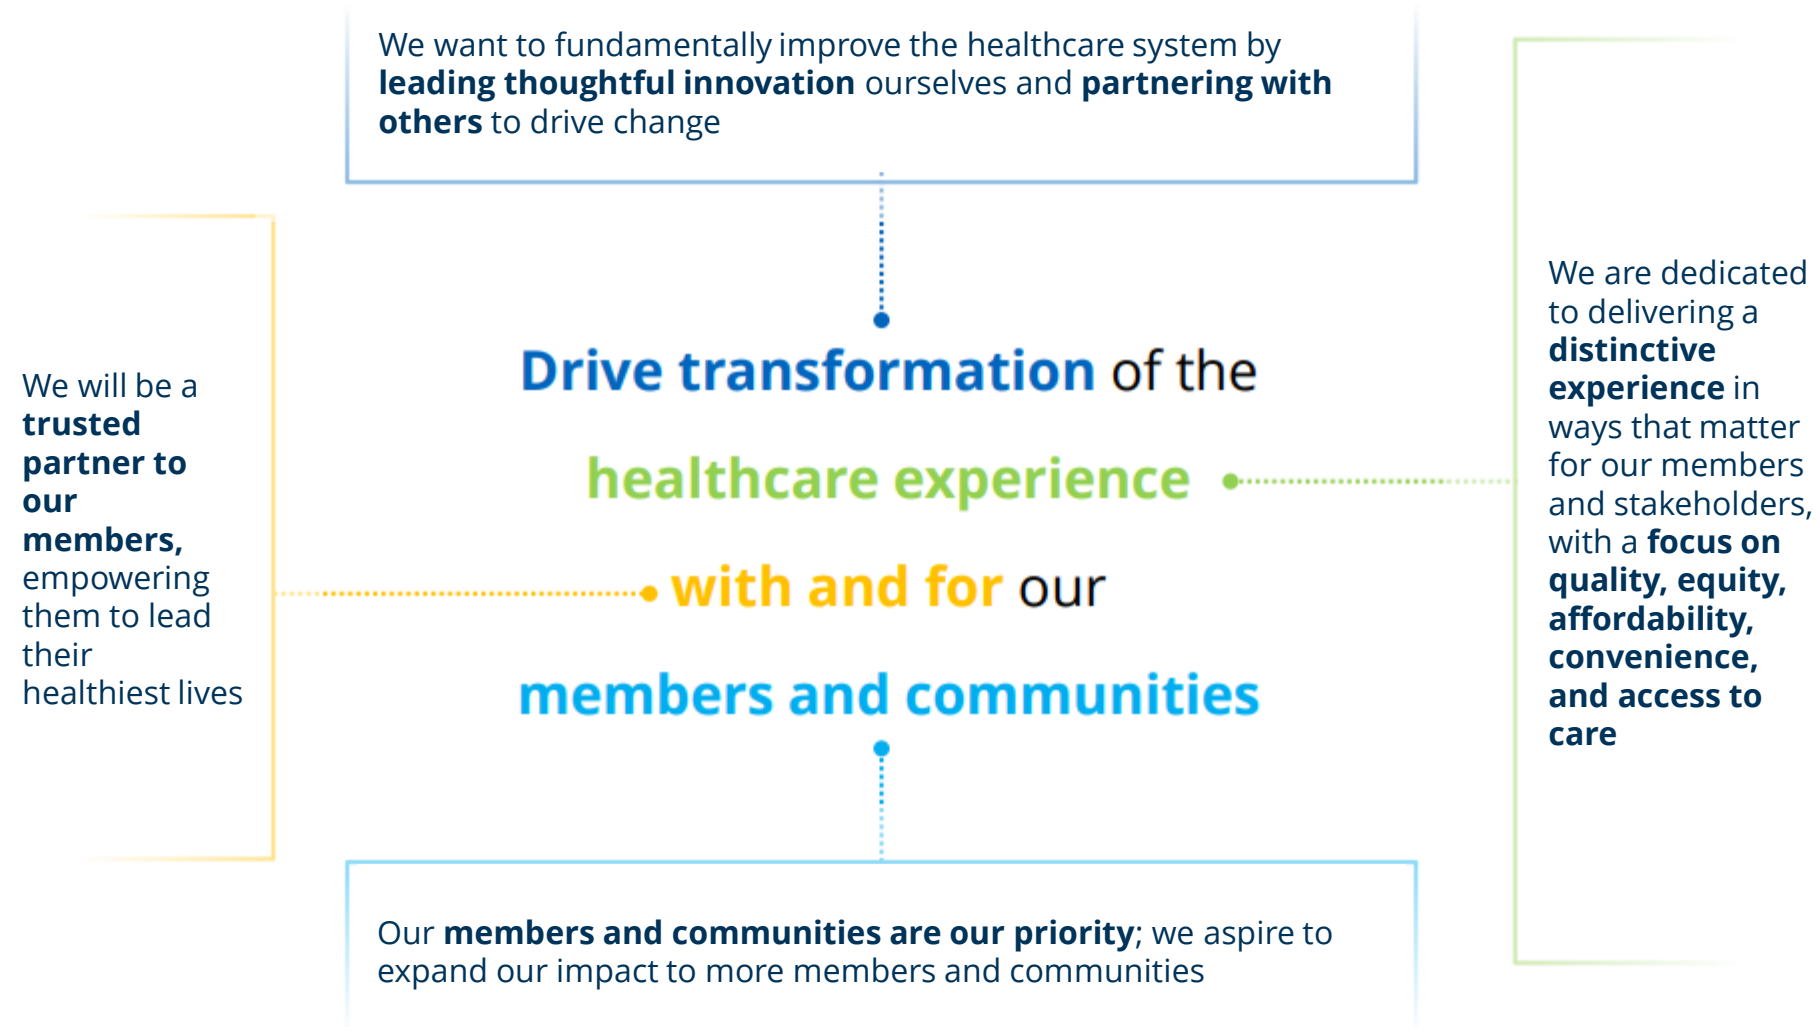 We want to fundamentally improve the healthcare system by
leading thoughtful innovation ourselves and partnering with
others to drive change
We will be a
trusted
partner to
our
members,
empowering
them to lead
their
healthiest lives
Drive transformation of the
healthcare experience
with and for our
members and communities
We are dedicated
to delivering a
distinctive
experience in
ways that matter
for our members
and stakeholders,
with a focus on
quality, equity,
affordability,
convenience,
and access to
care
Our members and communities are our priority; we aspire to
expand our impact to more members and communities